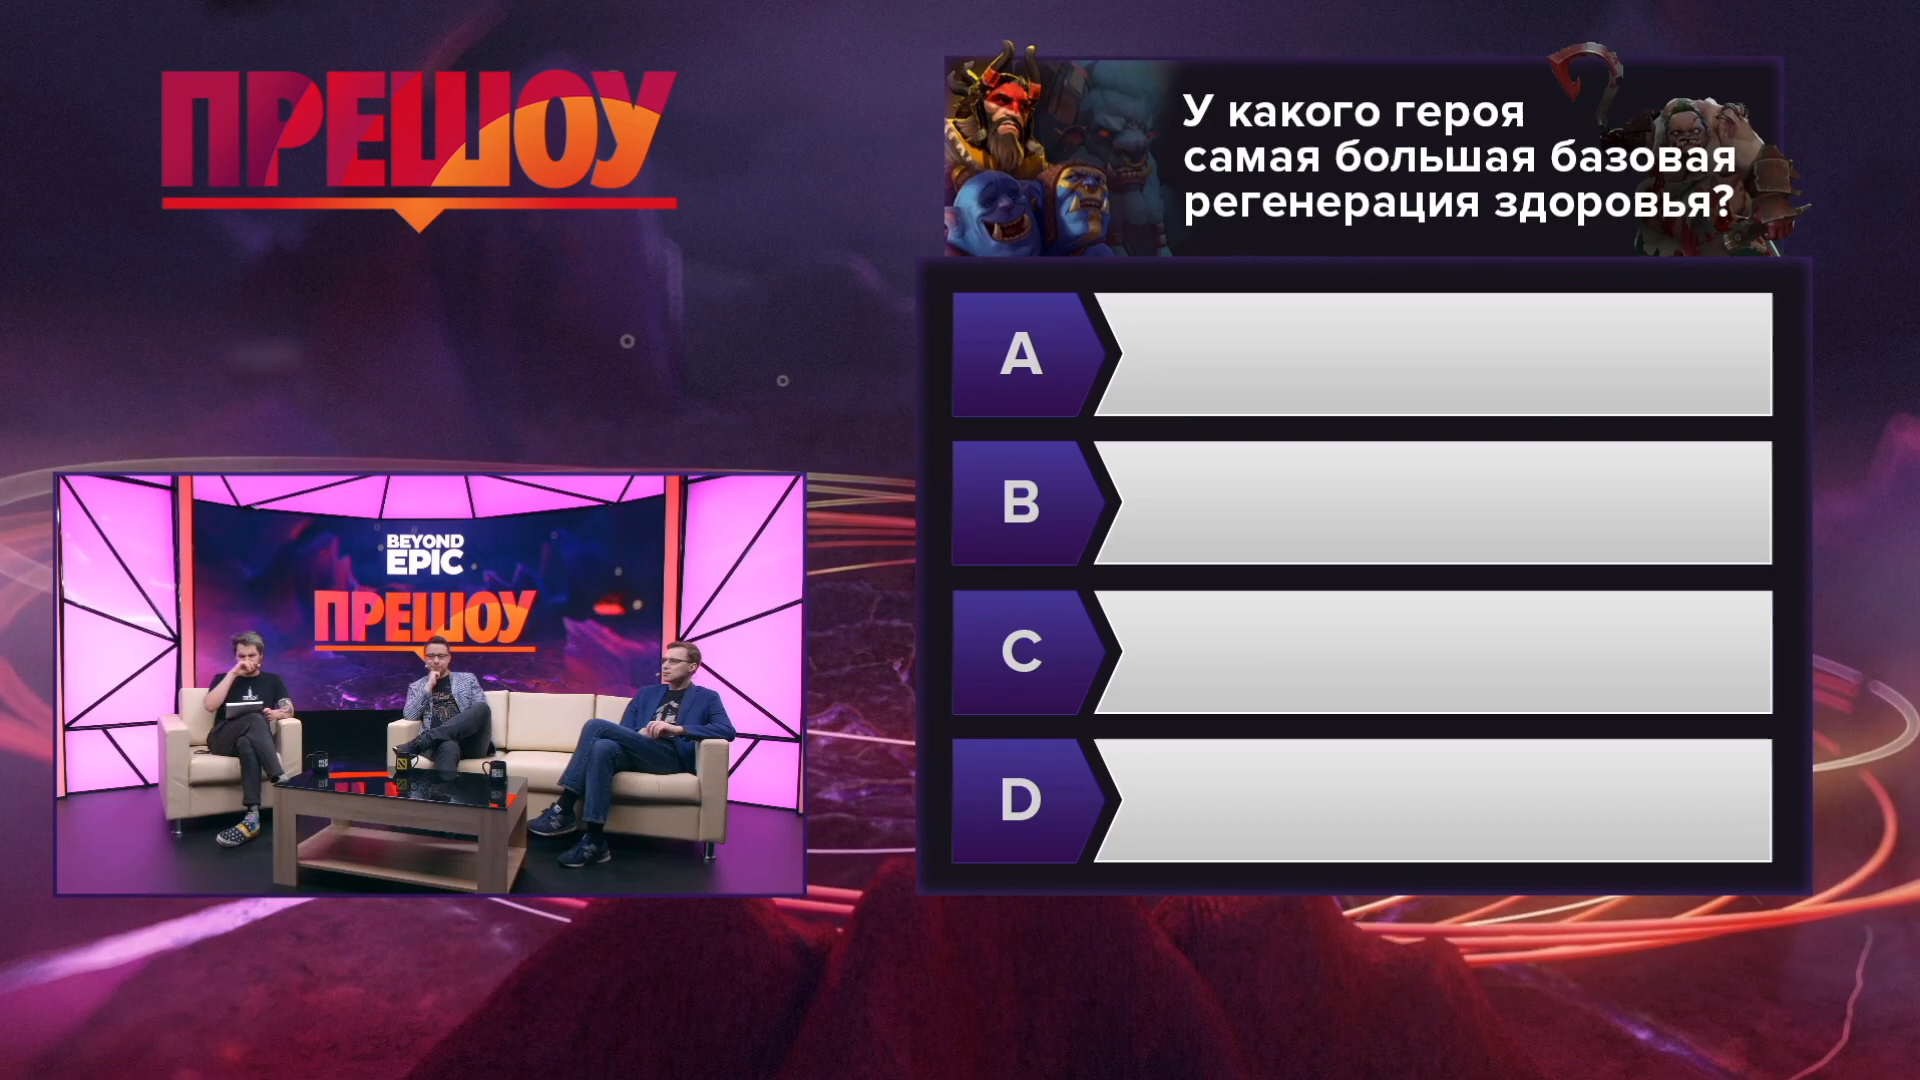 ПРЕШОУ
У какого героя
самая большая базовая
регенерация здоровья?
A
B
C
D
BEYOND
EPIC
ПРЕШОУ